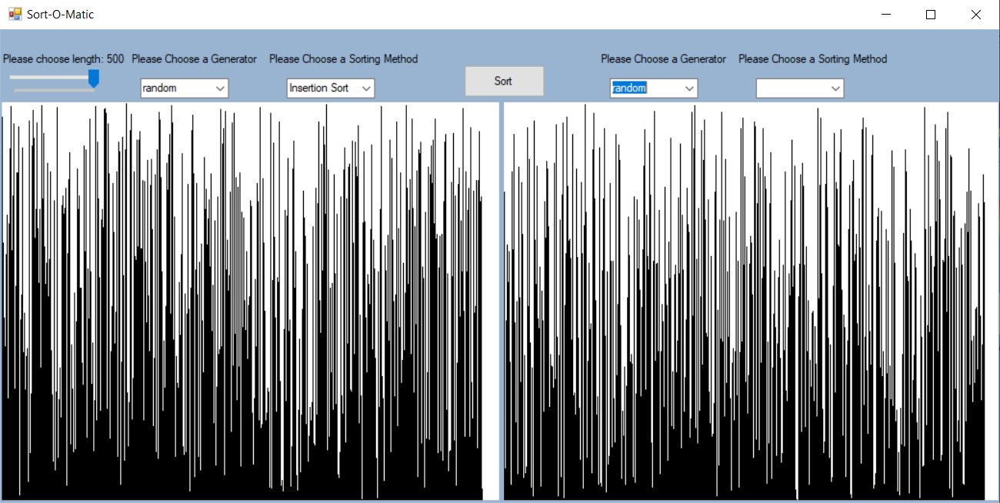 Sort-O-Matic
Please choose length: 500 Please Choose a Generator Please Choose a Sorting Method Please Choose a Generator Please Choose a Sorting Method
random Insertion Sort Sort random